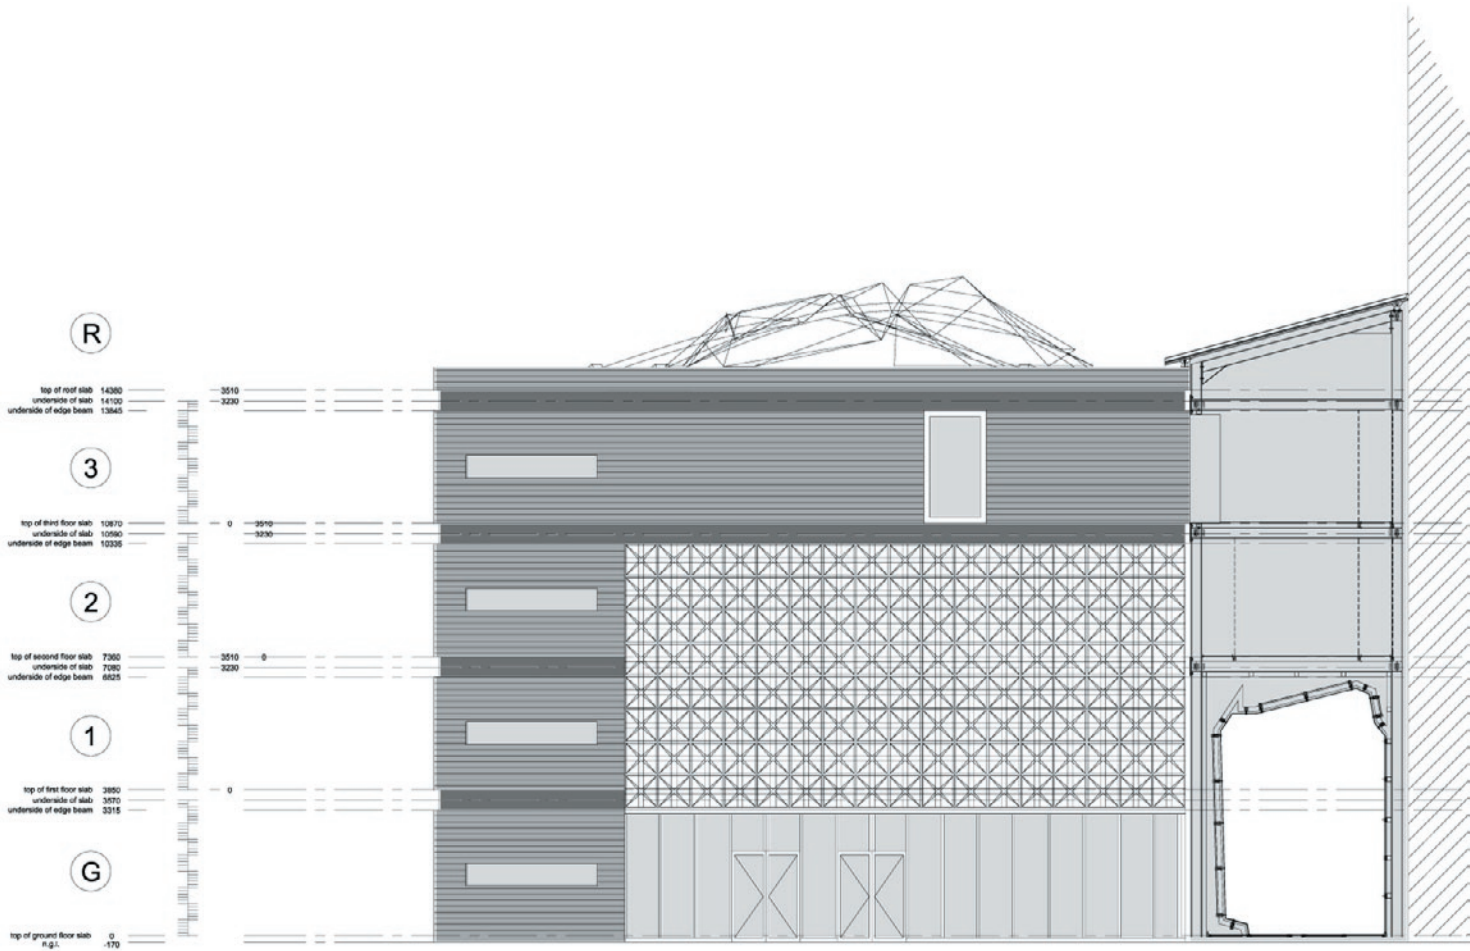 R
top of roof slab 14380 3510
underside of slab 14100 3230
underside of edge beam 13845
3
top of third floor slab 10870 0 3510
underside of slab 10590 3230
underside of edge beam 10335
2
top of second floor slab 7360 3510 0
underside of slab 7080 3230
underside of edge beam 6825
1
top of first floor slab 3850 0
underside of slab 3570
underside of edge beam 3315
G
top of ground floor slab 0
n.g.l. -170